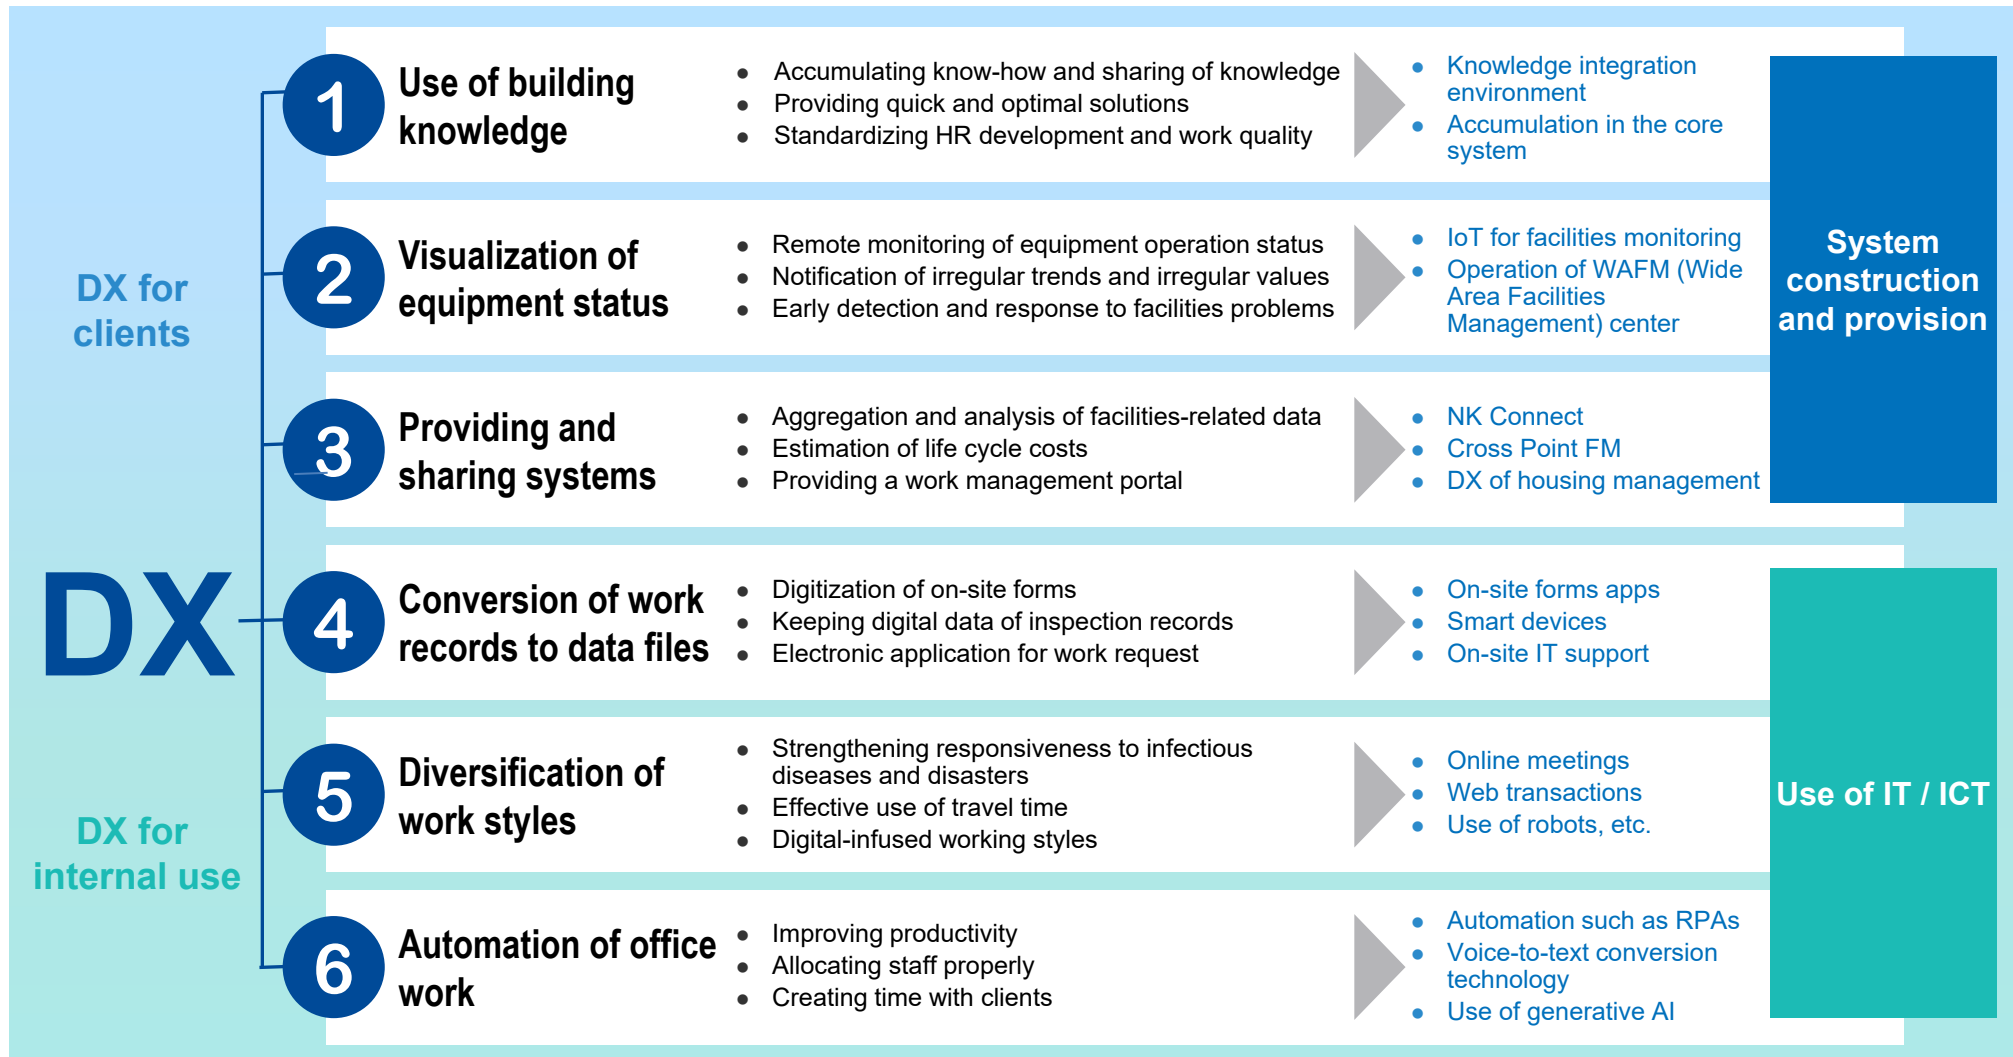 DX
DX for
clients
DX for
internal use
1
Use of building
knowledge
● Accumulating know-how and sharing of knowledge
● Providing quick and optimal solutions
● Standardizing HR development and work quality
● Knowledge integration
environment
● Accumulation in the core
system
2
Visualization of
equipment status
● Remote monitoring of equipment operation status
● Notification of irregular trends and irregular values
● Early detection and response to facilities problems
● IoT for facilities monitoring
● Operation of WAFM (Wide
Area Facilities
Management) center
3
Providing and
sharing systems
● Aggregation and analysis of facilities-related data
● Estimation of life cycle costs
● Providing a work management portal
● NK Connect
● Cross Point FM
● DX of housing management
System
construction
and provision
4
Conversion of work
records to data files
● Digitization of on-site forms
● Keeping digital data of inspection records
● Electronic application for work request
● On-site forms apps
● Smart devices
● On-site IT support
5
Diversification of
work styles
● Strengthening responsiveness to infectious
diseases and disasters
● Effective use of travel time
● Digital-infused working styles
● Online meetings
● Web transactions
● Use of robots, etc.
6
Automation of office
work
● Improving productivity
● Allocating staff properly
● Creating time with clients
● Automation such as RPAs
● Voice-to-text conversion
technology
● Use of generative AI
Use of IT / ICT